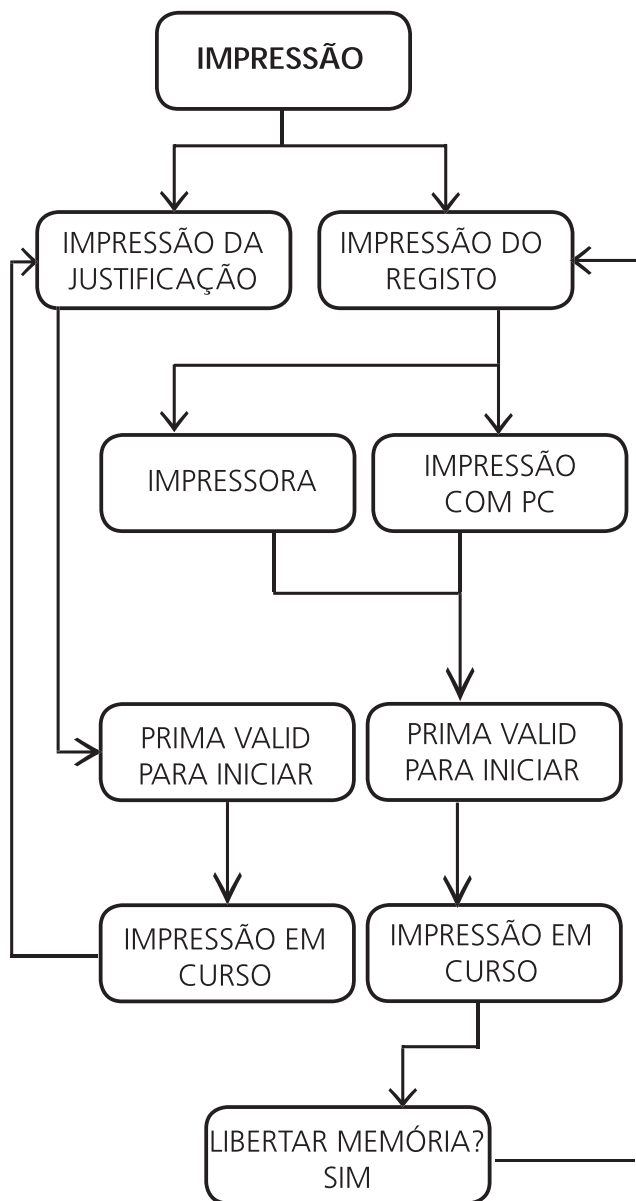 IMPRESSÃO
IMPRESSÃO DA
JUSTIFICAÇÃO
IMPRESSÃO DO
REGISTO
IMPRESSORA
IMPRESSÃO
COM PC
PRIMA VALID
PARA INICIAR
PRIMA VALID
PARA INICIAR
IMPRESSÃO EM
CURSO
IMPRESSÃO EM
CURSO
LIBERTAR MEMÓRIA?
SIM